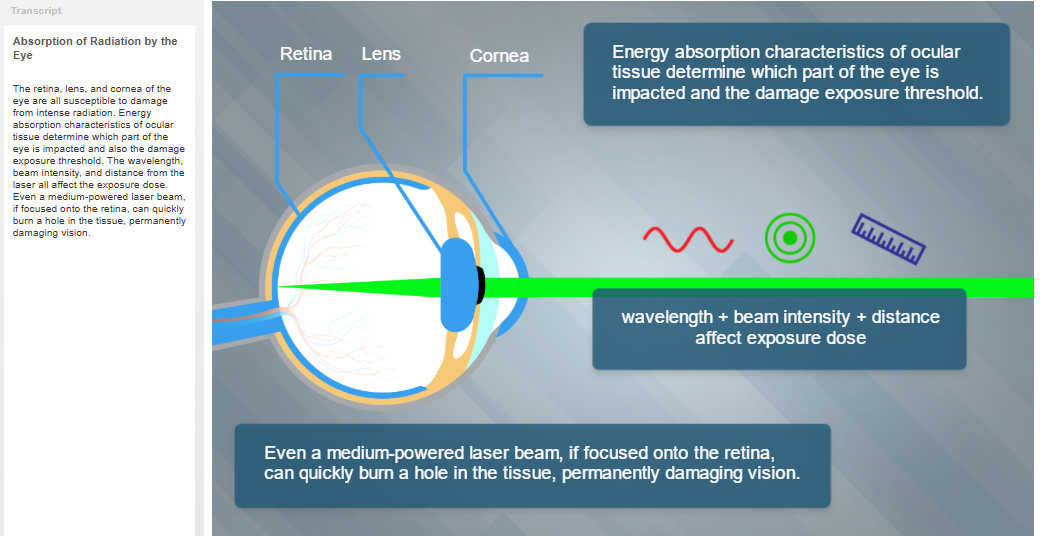 Transcript
Absorption of Radiation by the
Eye
The retina, lens, and cornea of the
eye are all susceptible to damage
from intense radiation. Energy
absorption characteristics of ocular
tissue determine which part of the
eye is impacted and also the damage
exposure threshold. The wavelength,
beam intensity, and distance from the
laser all affect the exposure dose.
Even a medium-powered laser beam,
if focused onto the retina, can quickly
burn a hole in the tissue, permanently
damaging vision.
Retina
Lens
Cornea
Energy absorption characteristics of ocular
tissue determine which part of the eye is
impacted and the damage exposure threshold.
wavelength + beam intensity + distance
affect exposure dose
Even a medium-powered laser beam, if focused onto the retina,
can quickly burn a hole in the tissue, permanently damaging vision.